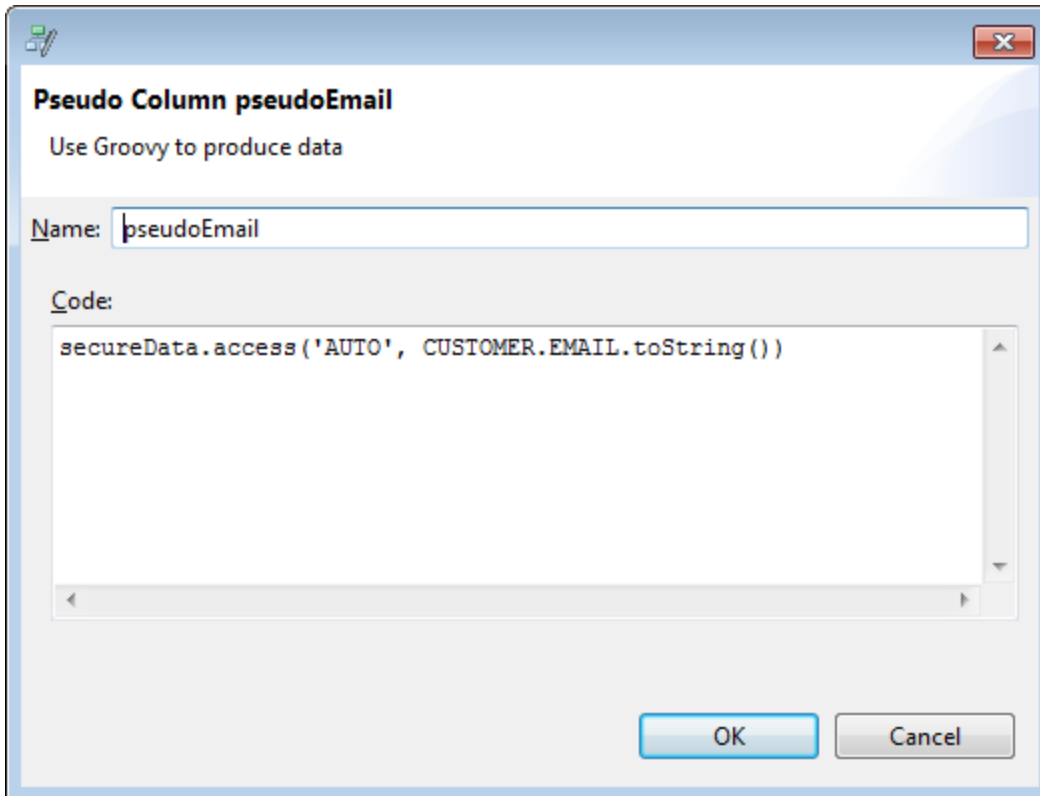 Pseudo Column pseudoEmail
Use Groovy to produce data
Name: pseudoEmail
Code:
secureData.access('AUTO', CUSTOMER.EMAIL.toString())
OK Cancel